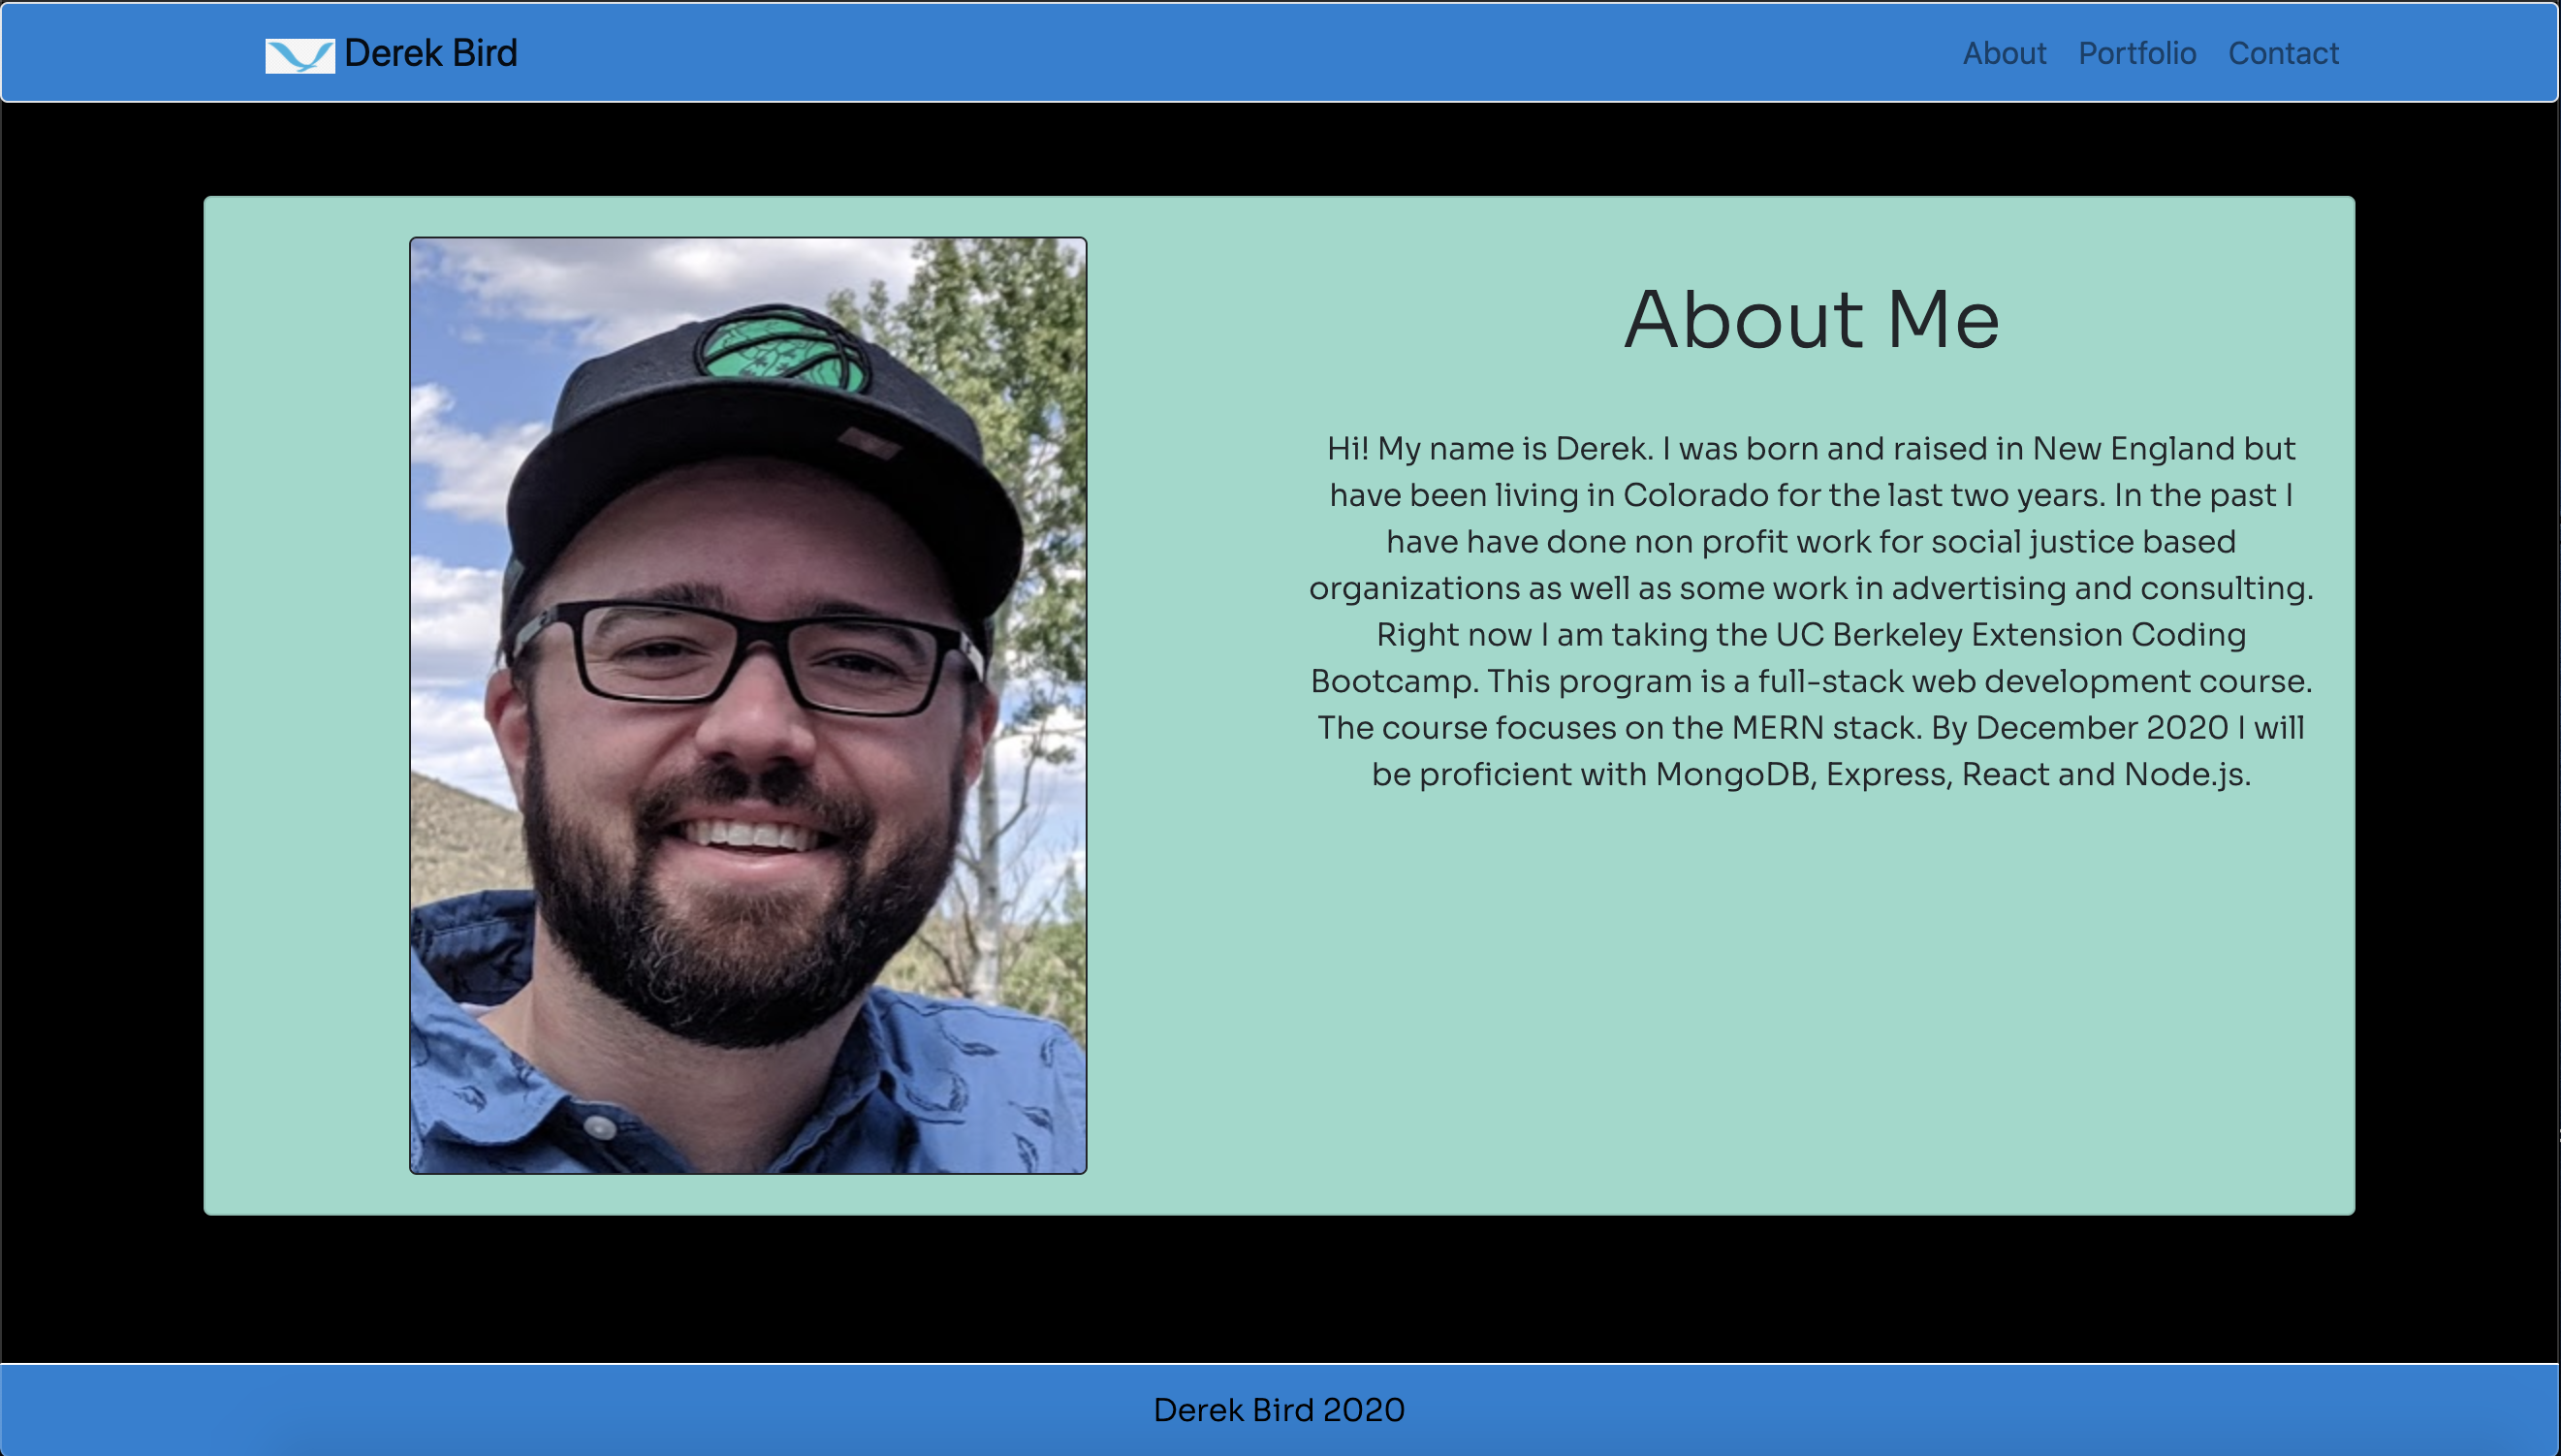 Derek Bird
About Portfolio Contact
About Me
Hi! My name is Derek. I was born and raised in New England but
have been living in Colorado for the last two years. In the past I
have have done non profit work for social justice based
organizations as well as some work in advertising and consulting.
Right now I am taking the UC Berkeley Extension Coding
Bootcamp. This program is a full-stack web development course.
The course focuses on the MERN stack. By December 2020 I will
be proficient with MongoDB, Express, React and Node.js.
Derek Bird 2020